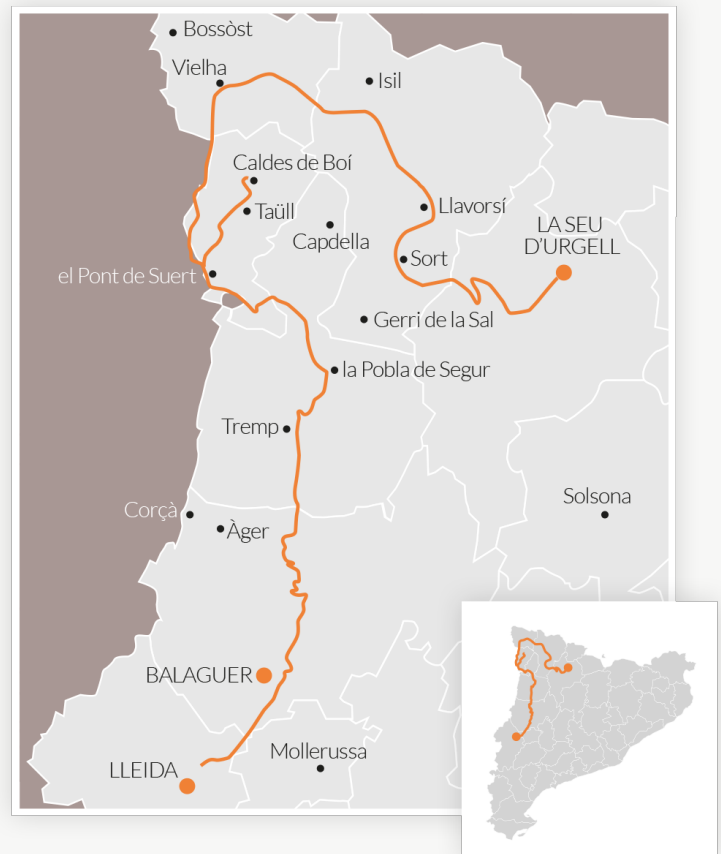 Bossòst
Vielha
Isil
Caldes de Boí
Taüll
Llavorsí
Capdella
LA SEU
D'URGELL
Sort
el Pont de Suert
Gerri de la Sal
la Pobla de Segur
Tremp
Solsona
Corçà
Àger
BALAGUER
Mollerussa
LLEIDA